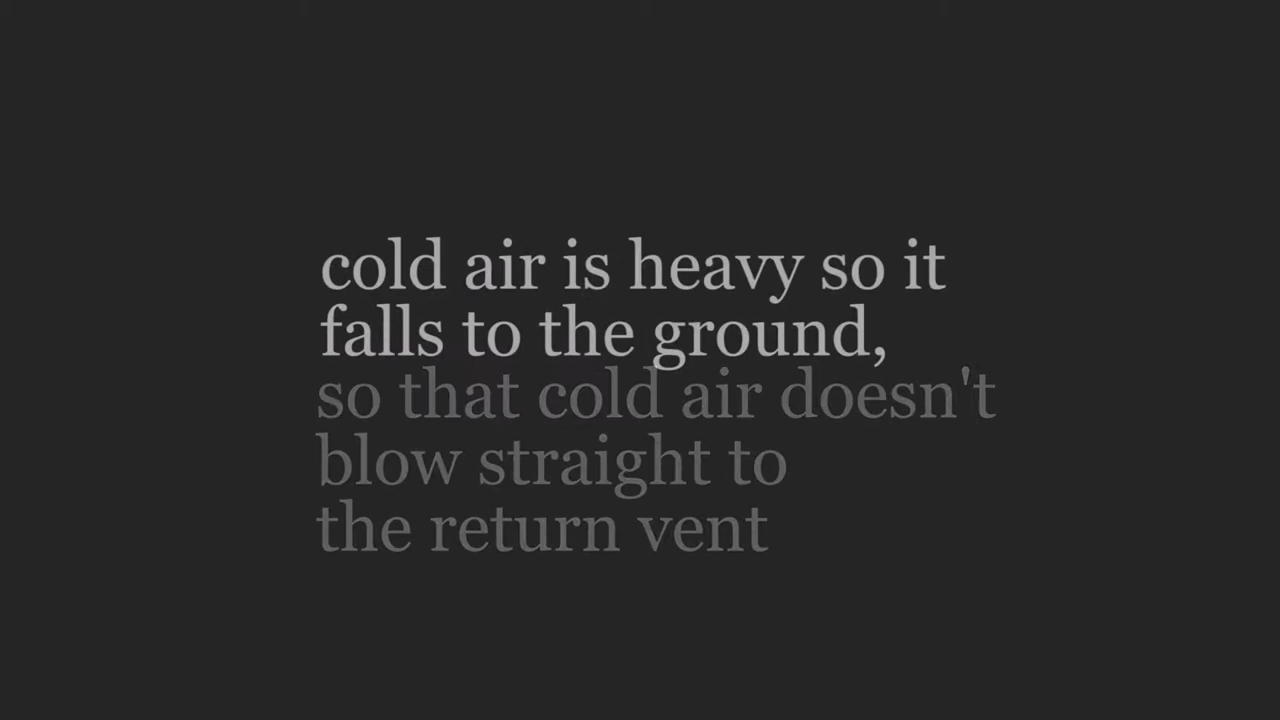 cold air is heavy so it
falls to the ground,
so that cold air doesn't
blow straight to
the return vent